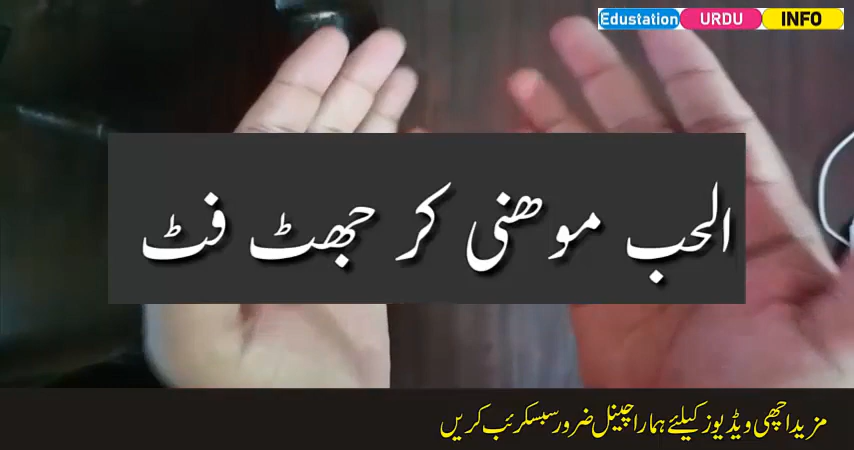 Edustation URDU INFO
الحب موھنی کر جھٹ فٹ
مزید اچھی ویڈیوز کیلئے ہمارا چینل ضرور سبسکرائب کریں